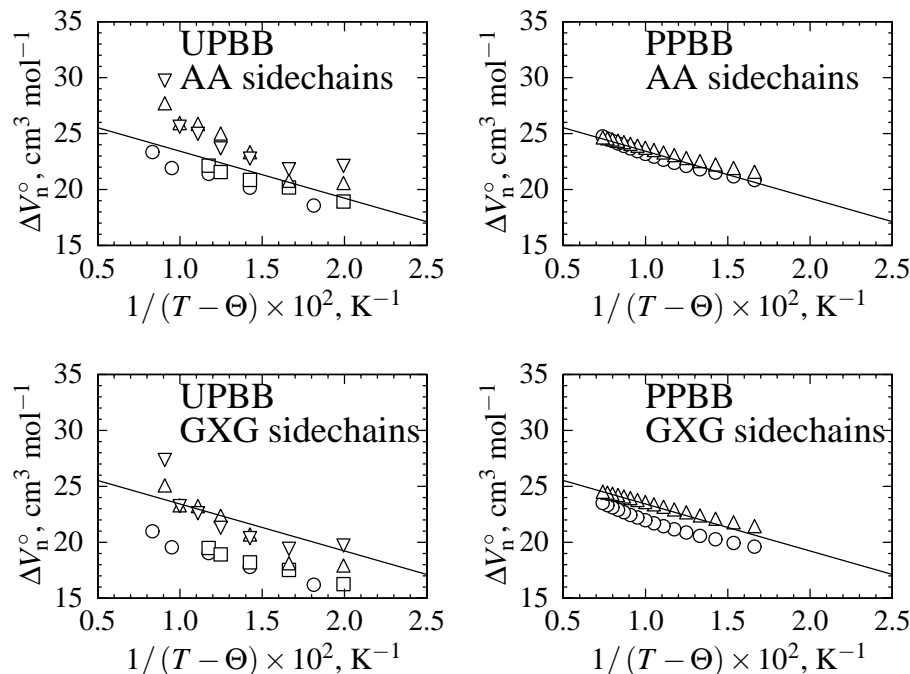 35
30
25
20
15
ΔV°n, cm³ mol⁻¹
UPBB
AA sidechains
0.5 1.0 1.5 2.0 2.5
1/(T − Θ) × 10², K⁻¹
35
30
25
20
15
ΔV°n, cm³ mol⁻¹
PPBB
AA sidechains
0.5 1.0 1.5 2.0 2.5
1/(T − Θ) × 10², K⁻¹
35
30
25
20
15
ΔV°n, cm³ mol⁻¹
UPBB
GXG sidechains
0.5 1.0 1.5 2.0 2.5
1/(T − Θ) × 10², K⁻¹
35
30
25
20
15
ΔV°n, cm³ mol⁻¹
PPBB
GXG sidechains
0.5 1.0 1.5 2.0 2.5
1/(T − Θ) × 10², K⁻¹